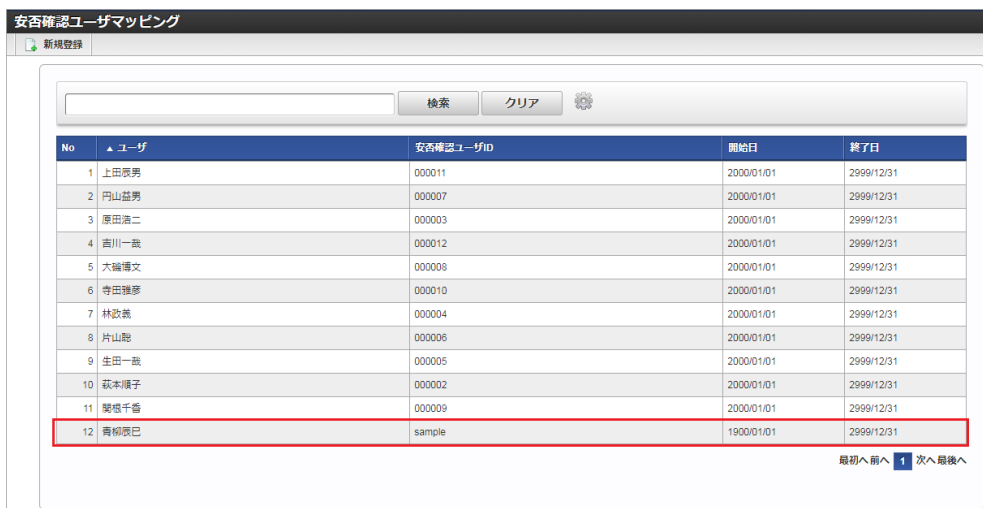 安否確認ユーザマッピング
新規登録
検索 クリア
No ▲ ユーザ 安否確認ユーザID 開始日 終了日
1 上田辰男 000011 2000/01/01 2999/12/31
2 円山益男 000007 2000/01/01 2999/12/31
3 原田浩二 000003 2000/01/01 2999/12/31
4 吉川一哉 000012 2000/01/01 2999/12/31
5 大磯博文 000008 2000/01/01 2999/12/31
6 寺田雅彦 000010 2000/01/01 2999/12/31
7 林政義 000004 2000/01/01 2999/12/31
8 片山聡 000006 2000/01/01 2999/12/31
9 生田一哉 000005 2000/01/01 2999/12/31
10 萩本順子 000002 2000/01/01 2999/12/31
11 関根千香 000009 2000/01/01 2999/12/31
12 青柳辰巳 sample 1900/01/01 2999/12/31
最初へ 前へ 1 次へ 最後へ